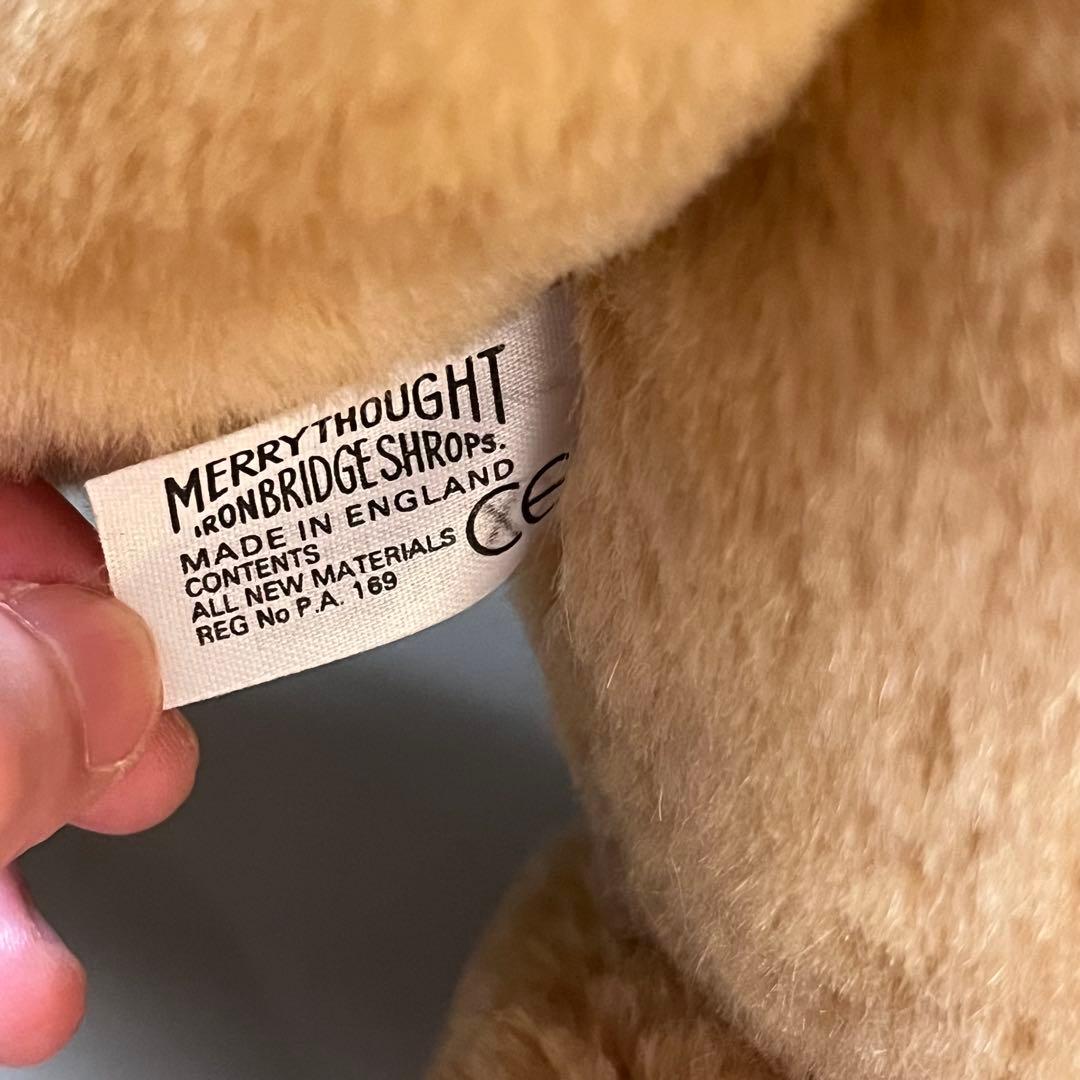 MERRYTHOUGHT
IRONBRIDGE SHROPS.
MADE IN ENGLAND
CONTENTS
ALL NEW MATERIALS CE
REG No P.A. 169